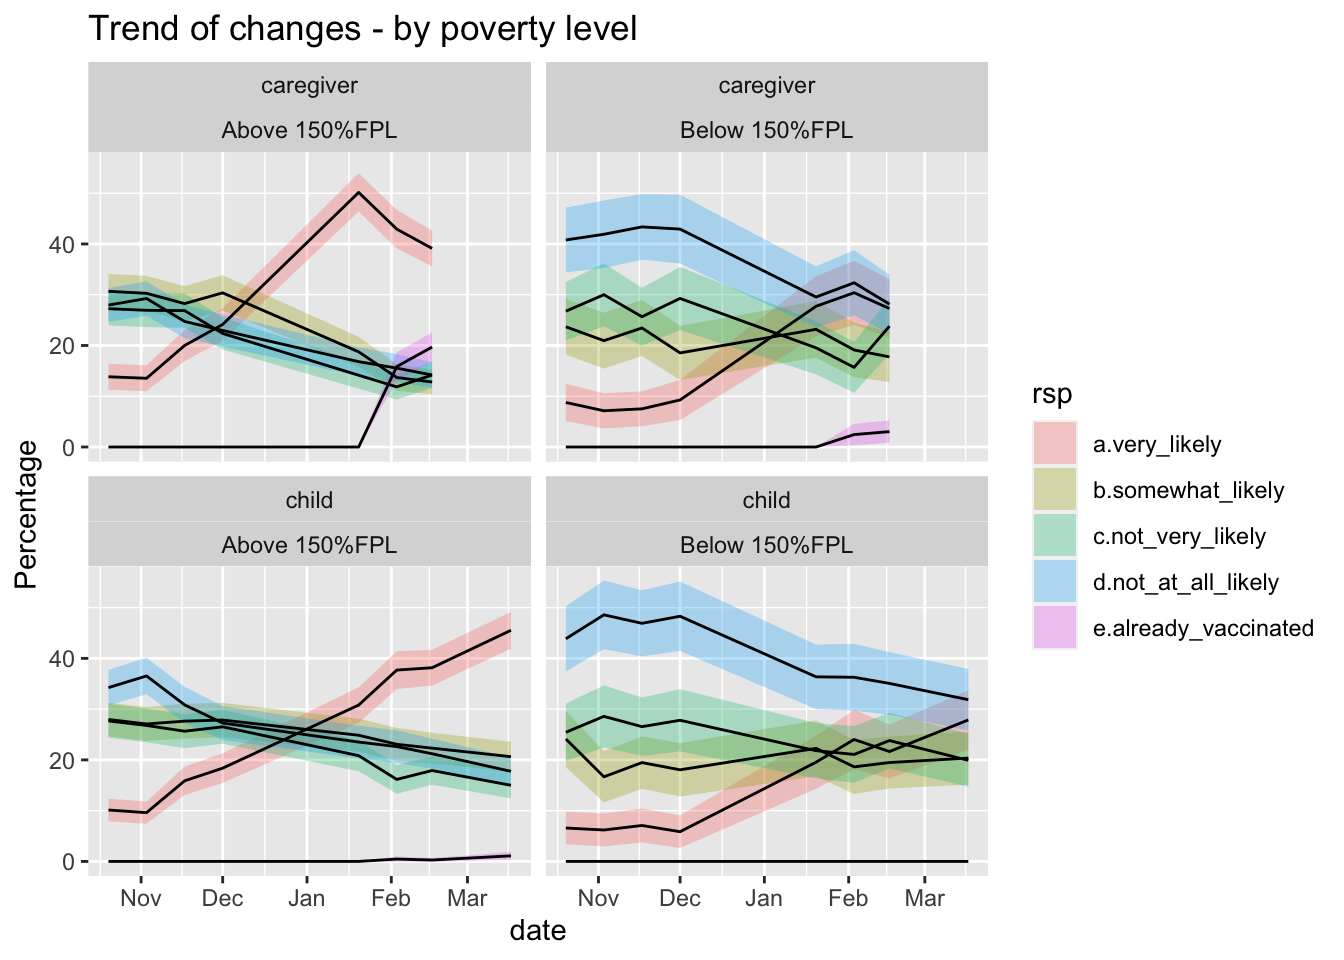 Trend of changes - by poverty level
caregiver
Above 150%FPL
caregiver
Below 150%FPL
40
20
0
child
Above 150%FPL
child
Below 150%FPL
40
20
0
Nov Dec Jan Feb Mar
Nov Dec Jan Feb Mar
date
Percentage
rsp
a.very_likely
b.somewhat_likely
c.not_very_likely
d.not_at_all_likely
e.already_vaccinated